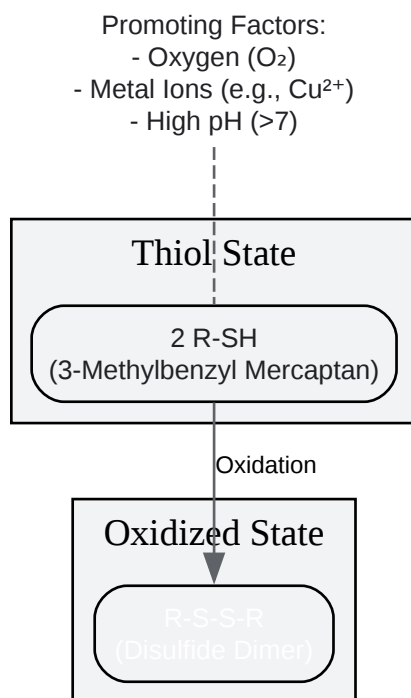 Promoting Factors:
- Oxygen (O₂)
- Metal Ions (e.g., Cu²⁺)
- High pH (>7)
Thiol State
2 R-SH
(3-Methylbenzyl Mercaptan)
Oxidation
Oxidized State
R-S-S-R
(Disulfide Dimer)